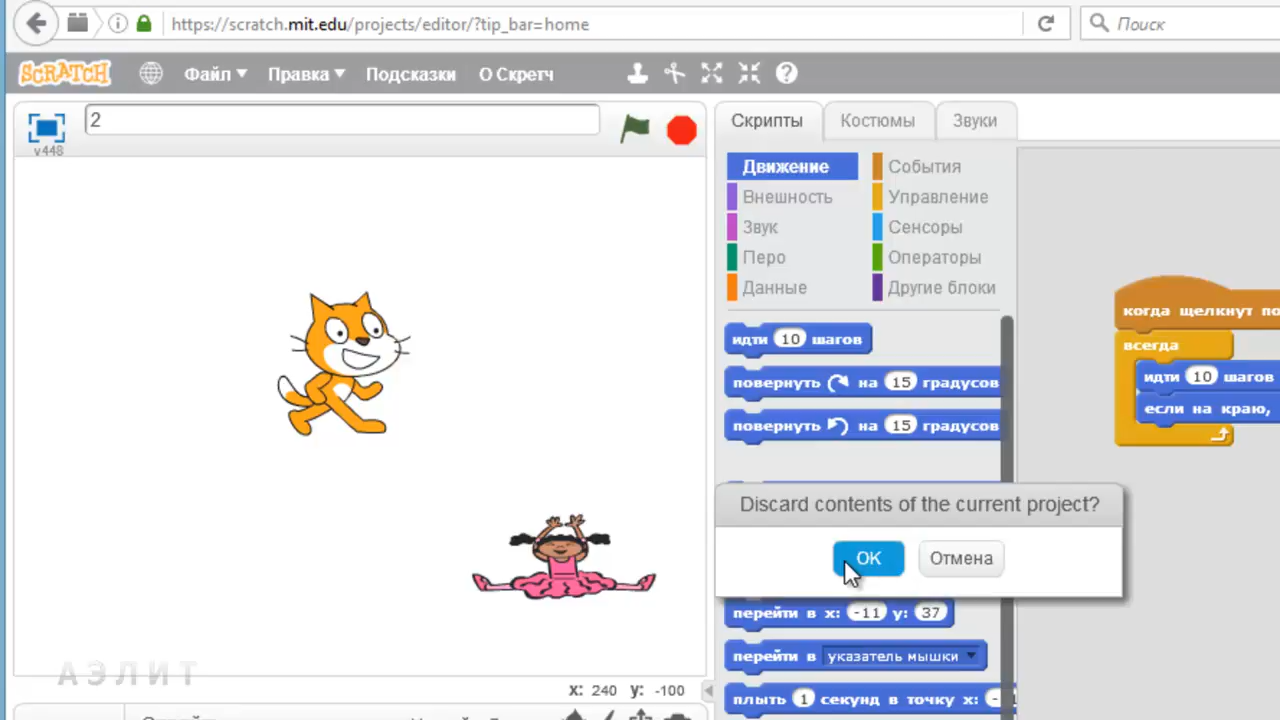 https://scratch.mit.edu/projects/editor/?tip_bar=home
Поиск
SCRATCH
Файл
Правка
Подсказки
О Скретч
2
v448
Скрипты
Костюмы
Звуки
Движение
События
Внешность
Управление
Звук
Сенсоры
Перо
Операторы
Данные
Другие блоки
идти 10 шагов
повернуть на 15 градусов
повернуть на 15 градусов
когда щелкнут
всегда
идти 10 шагов
если на краю,
Discard contents of the current project?
OK
Отмена
перейти в x: -11 y: 37
перейти в указатель мышки
плыть 1 секунд в точку x:
АЭЛИТ
x: 240 y: -100